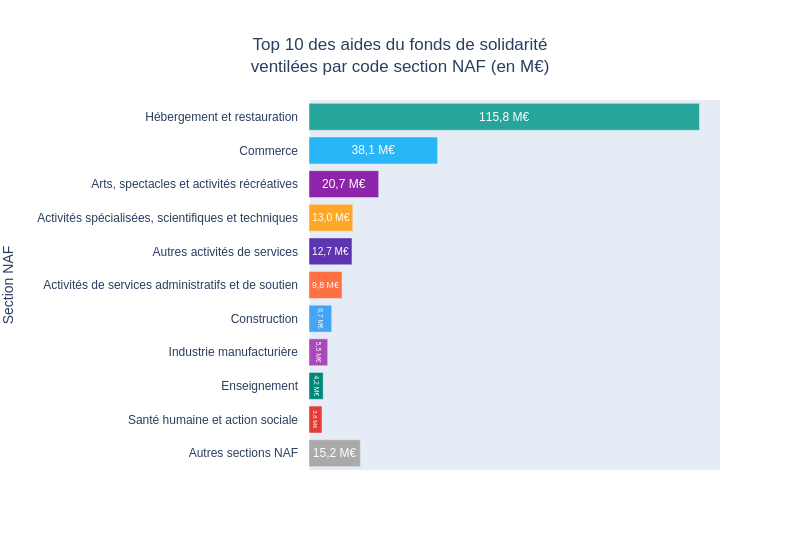 Top 10 des aides du fonds de solidarité
ventilées par code section NAF (en M€)
Section NAF
Hébergement et restauration 115,8 M€
Commerce 38,1 M€
Arts, spectacles et activités récréatives 20,7 M€
Activités spécialisées, scientifiques et techniques 13,0 M€
Autres activités de services 12,7 M€
Activités de services administratifs et de soutien 9,8 M€
Construction 6,7 M€
Industrie manufacturière 5,5 M€
Enseignement 4,2 M€
Santé humaine et action sociale 3,8 M€
Autres sections NAF 15,2 M€